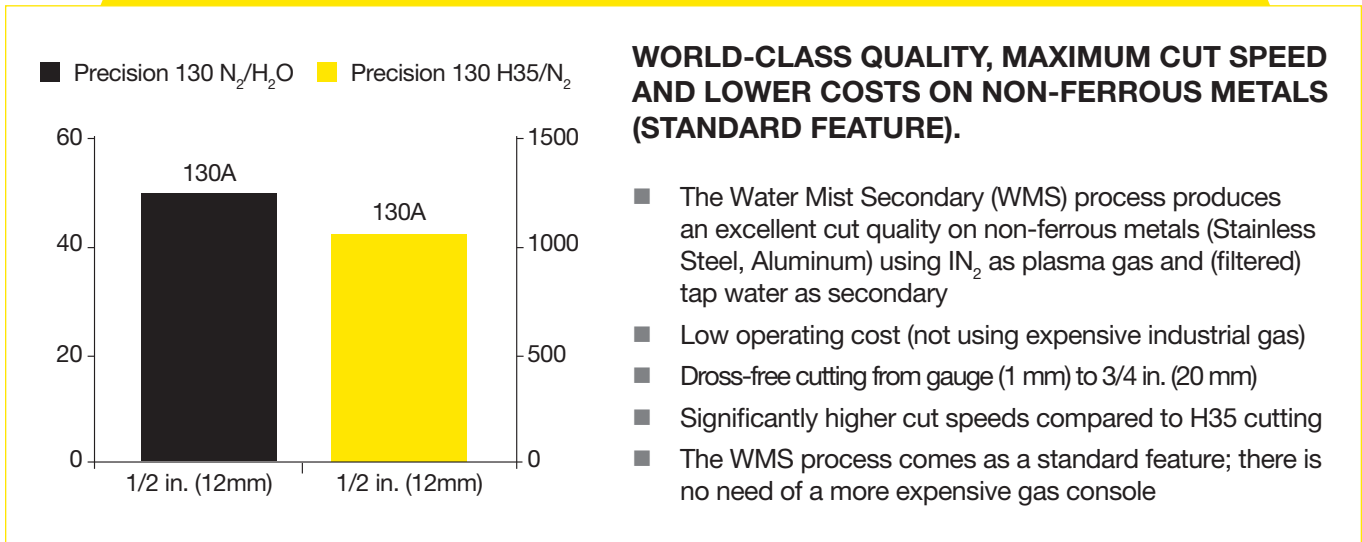 Precision 130 N₂/H₂O Precision 130 H35/N₂
60
40
20
0
130A
130A
1500
1000
500
0
1/2 in. (12mm) 1/2 in. (12mm)
WORLD-CLASS QUALITY, MAXIMUM CUT SPEED
AND LOWER COSTS ON NON-FERROUS METALS
(STANDARD FEATURE).
The Water Mist Secondary (WMS) process produces
an excellent cut quality on non-ferrous metals (Stainless
Steel, Aluminum) using IN₂ as plasma gas and (filtered)
tap water as secondary
Low operating cost (not using expensive industrial gas)
Dross-free cutting from gauge (1 mm) to 3/4 in. (20 mm)
Significantly higher cut speeds compared to H35 cutting
The WMS process comes as a standard feature; there is
no need of a more expensive gas console